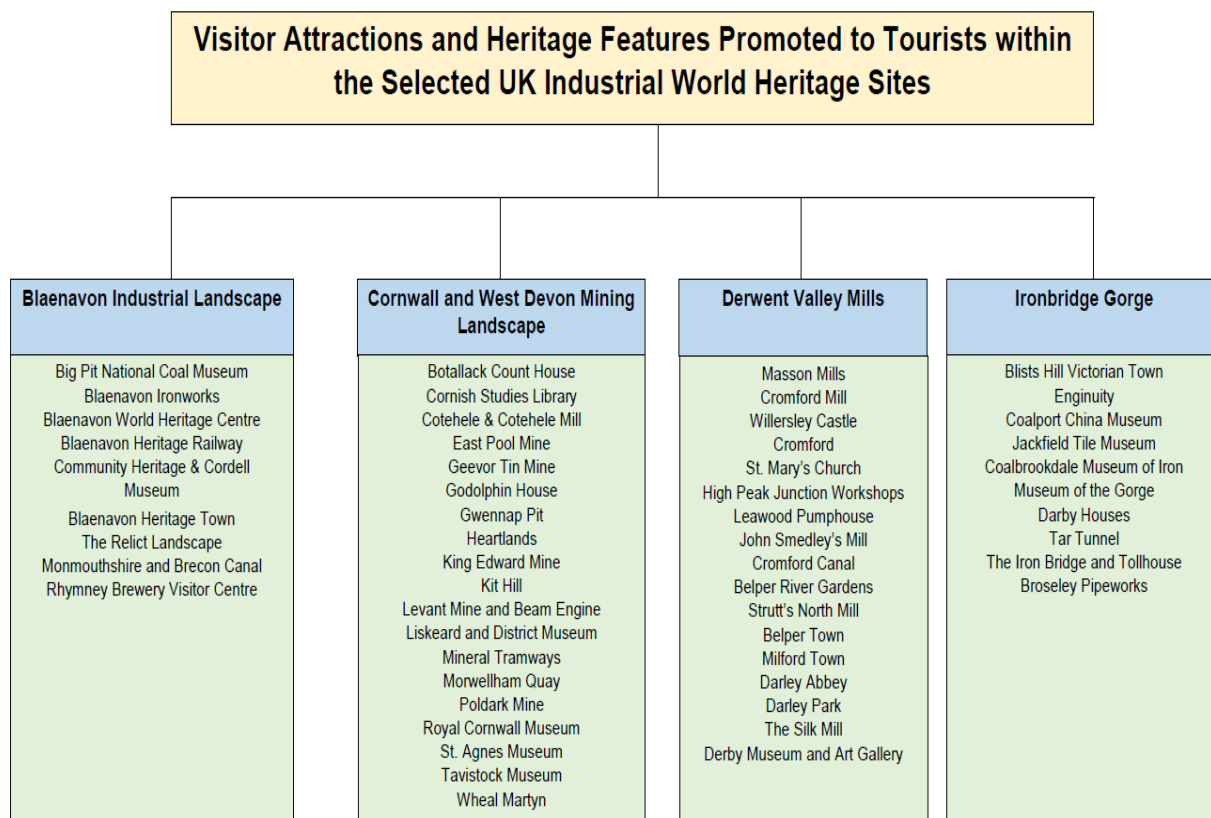 Visitor Attractions and Heritage Features Promoted to Tourists within
the Selected UK Industrial World Heritage Sites
Blaenavon Industrial Landscape
Big Pit National Coal Museum
Blaenavon Ironworks
Blaenavon World Heritage Centre
Blaenavon Heritage Railway
Community Heritage & Cordell
Museum
Blaenavon Heritage Town
The Relict Landscape
Monmouthshire and Brecon Canal
Rhymney Brewery Visitor Centre
Cornwall and West Devon Mining
Landscape
Botallack Count House
Cornish Studies Library
Cotehele & Cotehele Mill
East Pool Mine
Geevor Tin Mine
Godolphin House
Gwennap Pit
Heartlands
King Edward Mine
Kit Hill
Levant Mine and Beam Engine
Liskeard and District Museum
Mineral Tramways
Morwellham Quay
Poldark Mine
Royal Cornwall Museum
St. Agnes Museum
Tavistock Museum
Wheal Martyn
Derwent Valley Mills
Masson Mills
Cromford Mill
Willersley Castle
Cromford
St. Mary’s Church
High Peak Junction Workshops
Leawood Pumphouse
John Smedley’s Mill
Cromford Canal
Belper River Gardens
Strutt’s North Mill
Belper Town
Milford Town
Darley Abbey
Darley Park
The Silk Mill
Derby Museum and Art Gallery
Ironbridge Gorge
Blists Hill Victorian Town
Enginuity
Coalport China Museum
Jackfield Tile Museum
Coalbrookdale Museum of Iron
Museum of the Gorge
Darby Houses
Tar Tunnel
The Iron Bridge and Tollhouse
Broseley Pipeworks